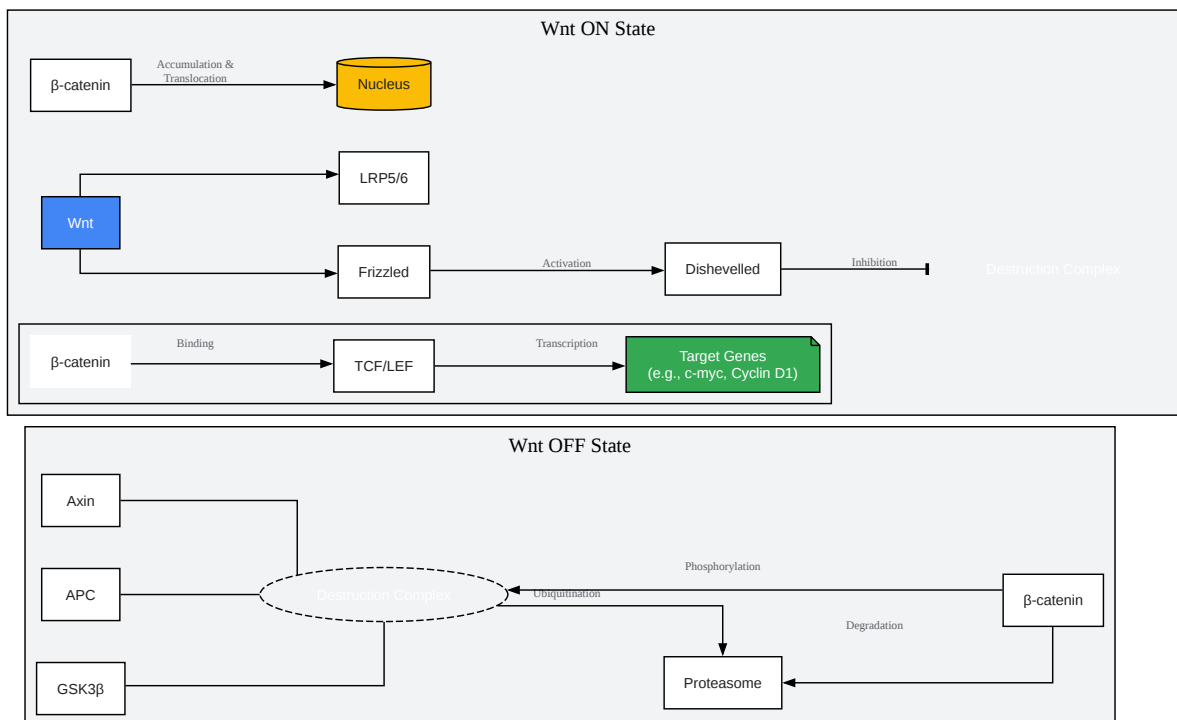 Wnt ON State
β-catenin
Accumulation &
Translocation
Nucleus
LRP5/6
Wnt
Frizzled
Activation
Dishevelled
Inhibition
Destruction Complex
β-catenin
Binding
TCF/LEF
Transcription
Target Genes
(e.g., c-myc, Cyclin D1)
Wnt OFF State
Axin
APC
GSK3β
Destruction Complex
Phosphorylation
Ubiquitination
β-catenin
Degradation
Proteasome